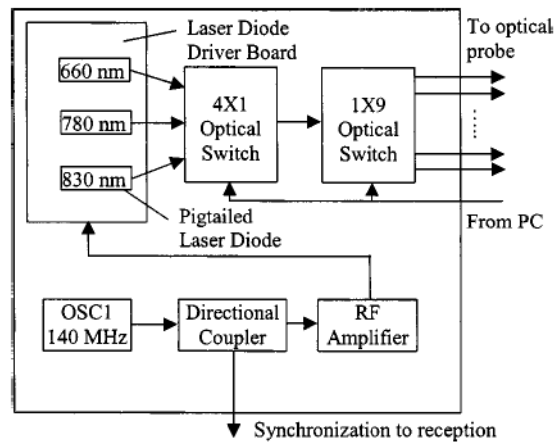 Laser Diode
Driver Board
To optical
probe
660 nm
780 nm
830 nm
4X1
Optical
Switch
1X9
Optical
Switch
From PC
Pigtailed
Laser Diode
OSC1
140 MHz
Directional
Coupler
RF
Amplifier
Synchronization to reception